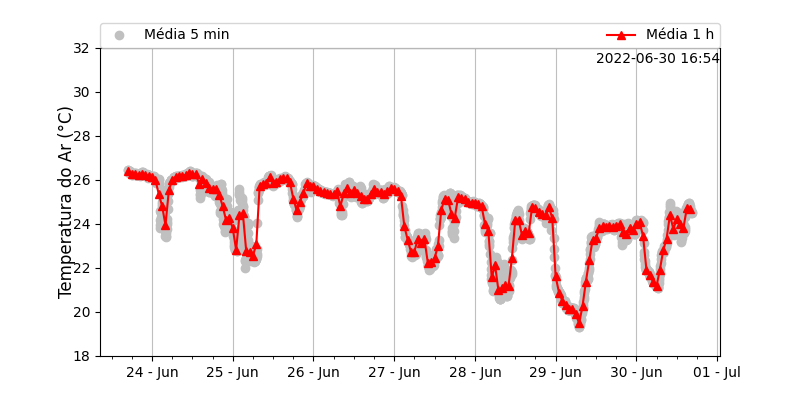 Média 5 min
Média 1 h
2022-06-30 16:54
Temperatura do Ar (°C)
32
30
28
26
24
22
20
18
24 - Jun
25 - Jun
26 - Jun
27 - Jun
28 - Jun
29 - Jun
30 - Jun
01 - Jul